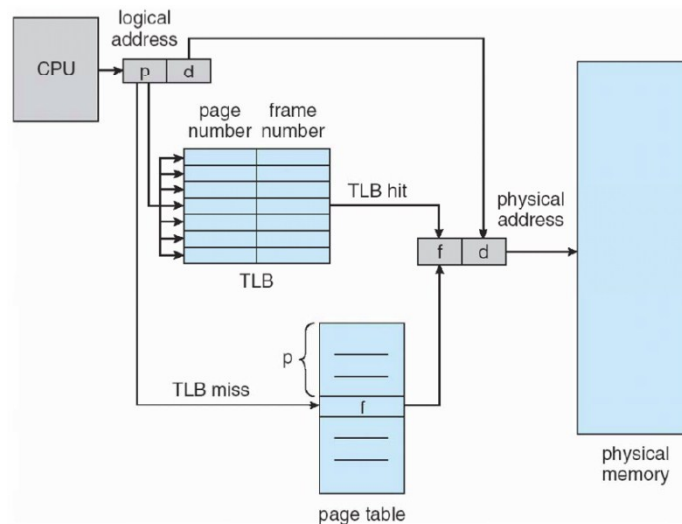 logical
address
CPU
p d
page frame
number number
TLB hit
physical
address
f d
TLB
p
TLB miss
f
page table
physical
memory